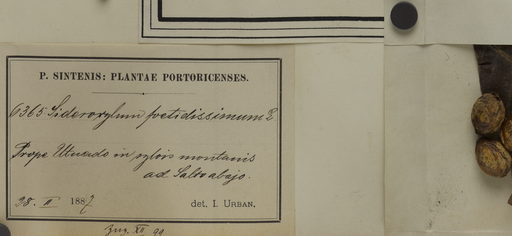 P. SINTENIS: PLANTAE PORTORICENSES.
6365 Sideroxylum foetidissimum
Prope Utuado in sylvis montanis
ad Salto abajo.
28. II 1887 det. I. URBAN.